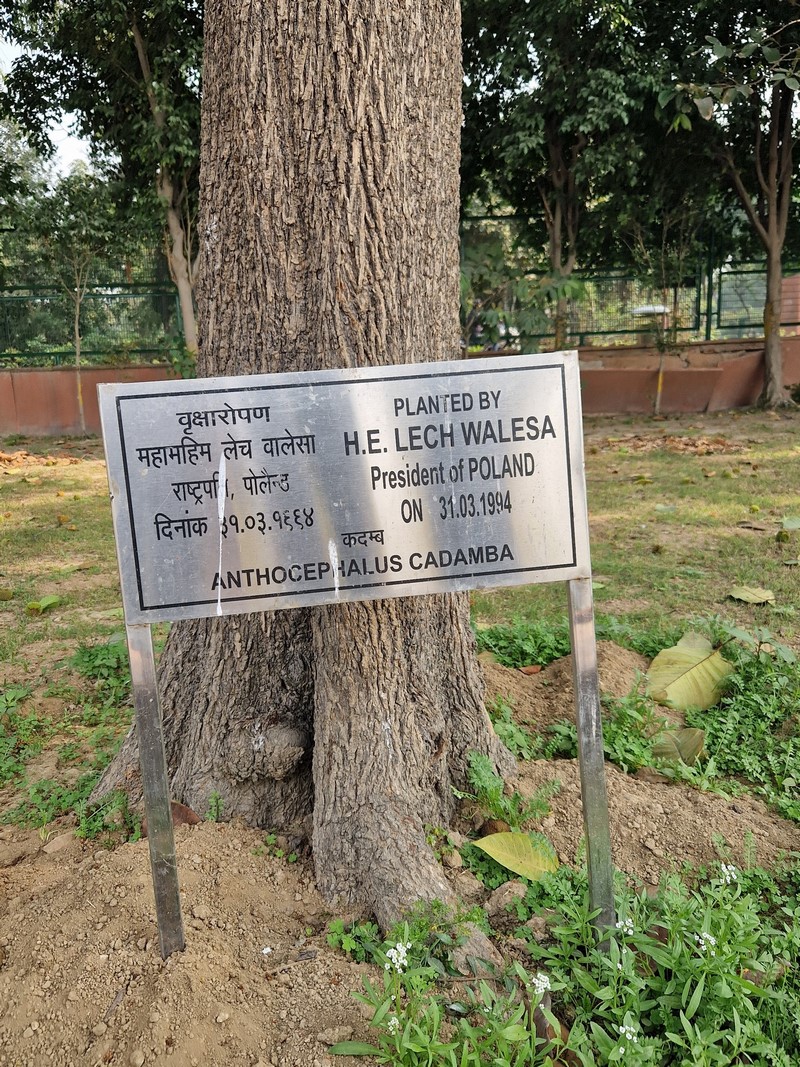 वृक्षारोपण
महामहिम लेच वालेसा
राष्ट्रपति, पोलैन्ड
दिनांक ३१.०३.१९९४
PLANTED BY
H.E. LECH WALESA
President of POLAND
ON 31.03.1994
कदम्ब
ANTHOCEPHALUS CADAMBA